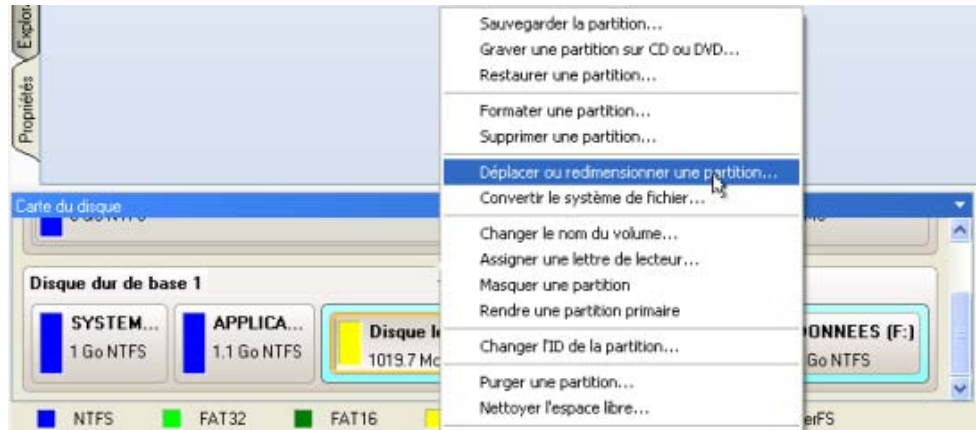 Explor
Propriétés
Sauvegarder la partition...
Graver une partition sur CD ou DVD...
Restaurer une partition...
Formater une partition...
Supprimer une partition...
Déplacer ou redimensionner une partition...
Convertir le système de fichier...
Changer le nom du volume...
Assigner une lettre de lecteur...
Masquer une partition
Rendre une partition primaire
Changer l'ID de la partition...
Purger une partition...
Nettoyer l'espace libre...
Carte du disque
Disque dur de base 1
SYSTEM...
1 Go NTFS
APPLICA...
1.1 Go NTFS
Disque l
1019.7 Mo
ONNEES (F:)
Go NTFS
NTFS FAT32 FAT16 erFS